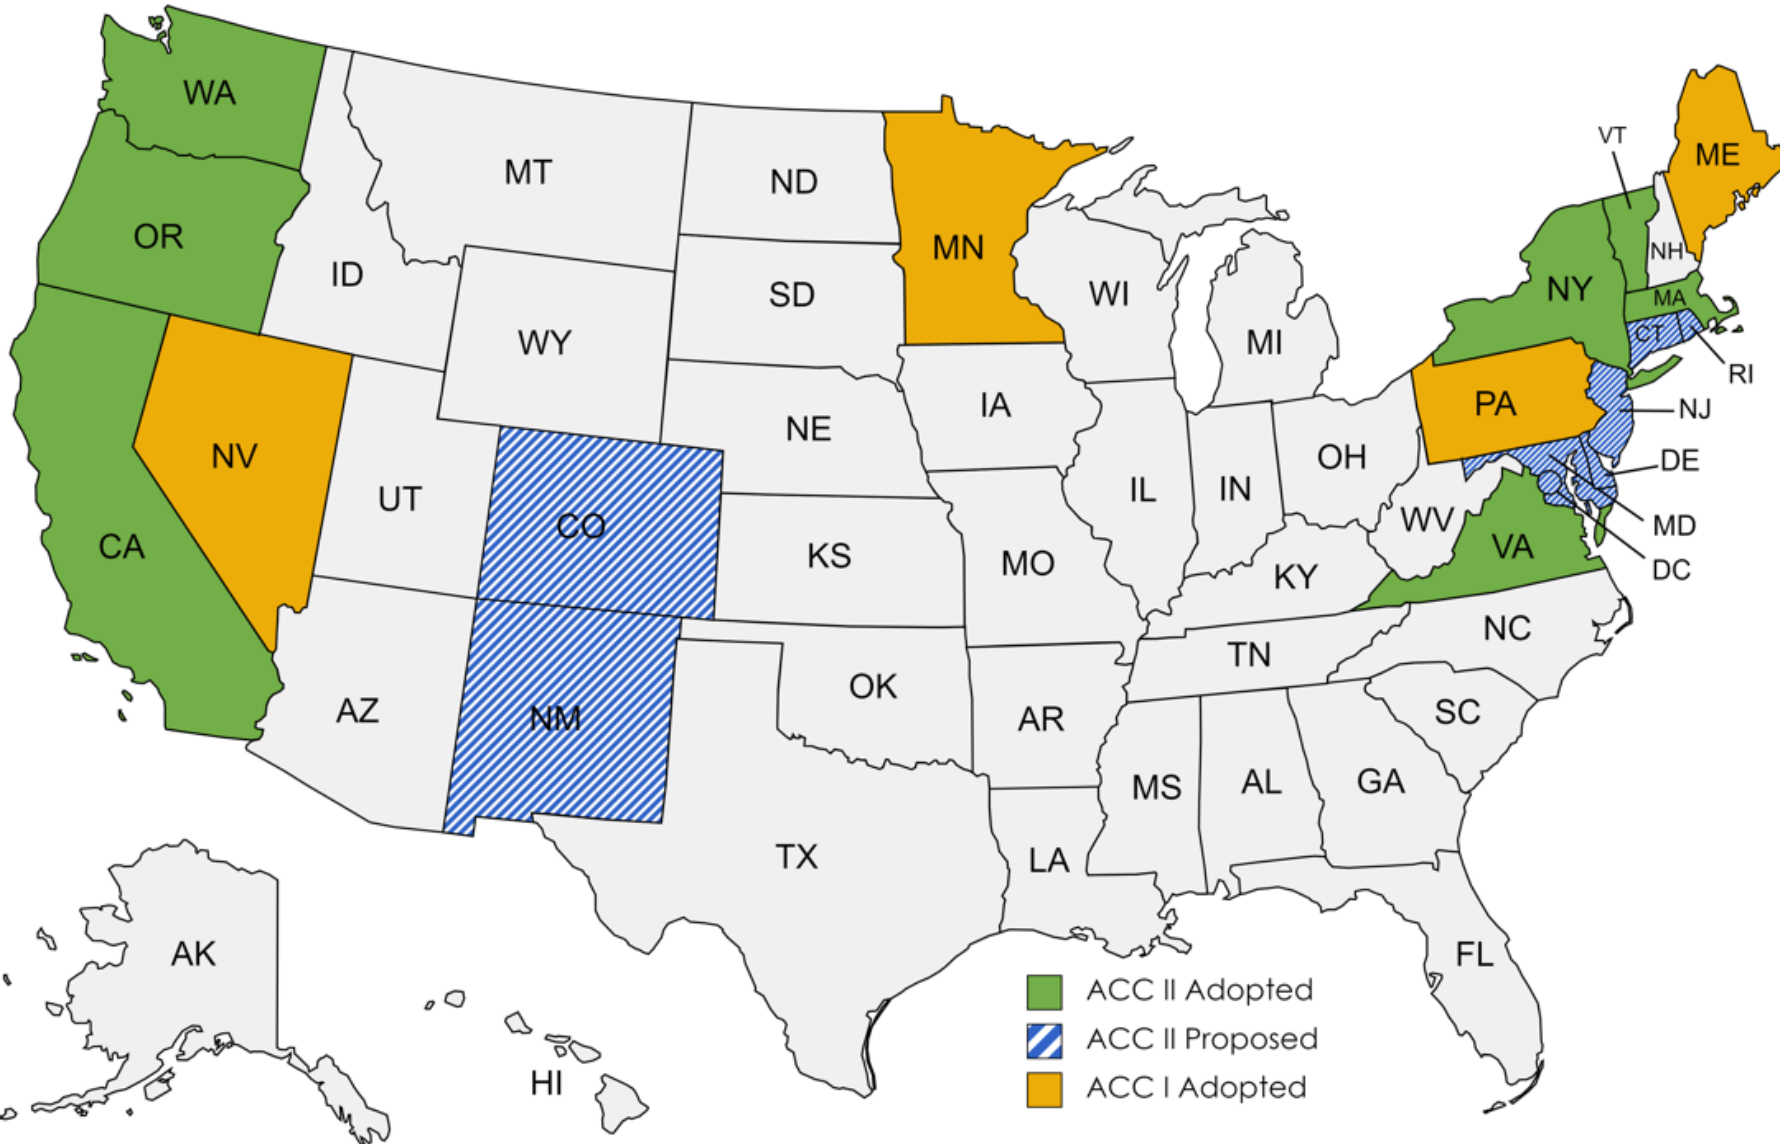 WA
MT
ND
MN
VT
ME
OR
ID
SD
WI
NH
NY
MA
WY
MI
CT
RI
NV
UT
NE
IA
PA
NJ
IL
IN
OH
DE
CA
CO
KS
MO
WV
MD
VA
DC
KY
NC
TN
AZ
NM
OK
AR
SC
MS
AL
GA
TX
LA
AK
FL
HI
ACC II Adopted
ACC II Proposed
ACC I Adopted